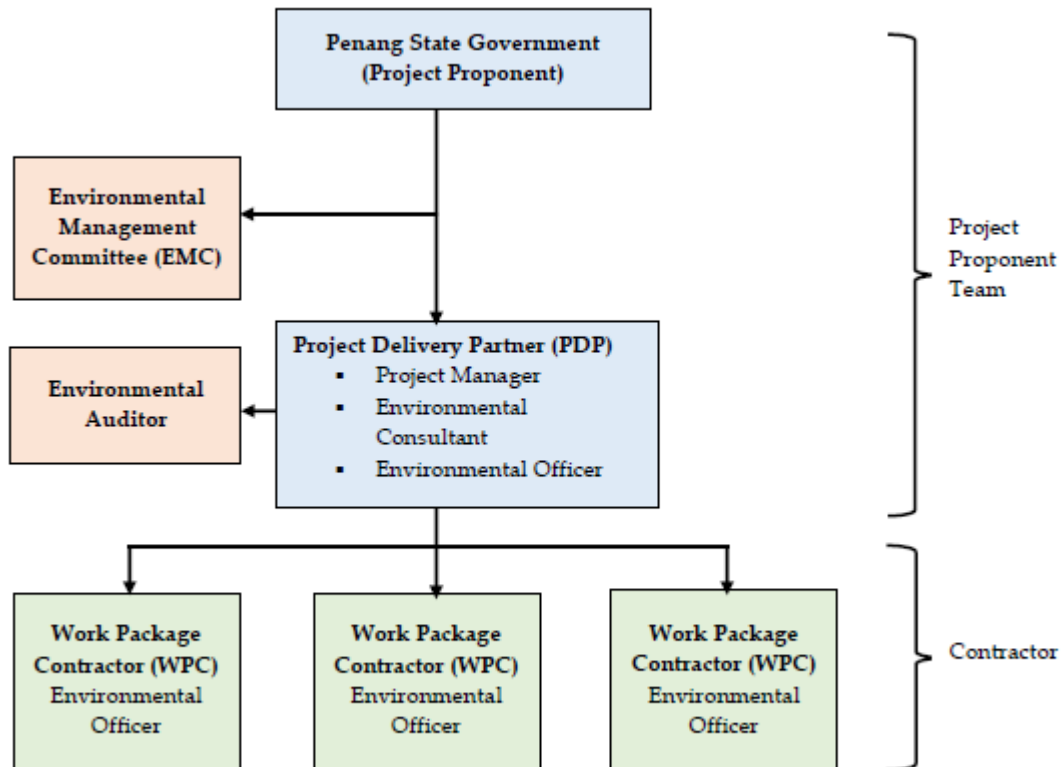 Penang State Government
(Project Proponent)
Environmental
Management
Committee (EMC)
Project
Proponent
Team
Project Delivery Partner (PDP)
▪ Project Manager
▪ Environmental
Consultant
▪ Environmental Officer
Environmental
Auditor
Work Package
Contractor (WPC)
Environmental
Officer
Work Package
Contractor (WPC)
Environmental
Officer
Work Package
Contractor (WPC)
Environmental
Officer
Contractor